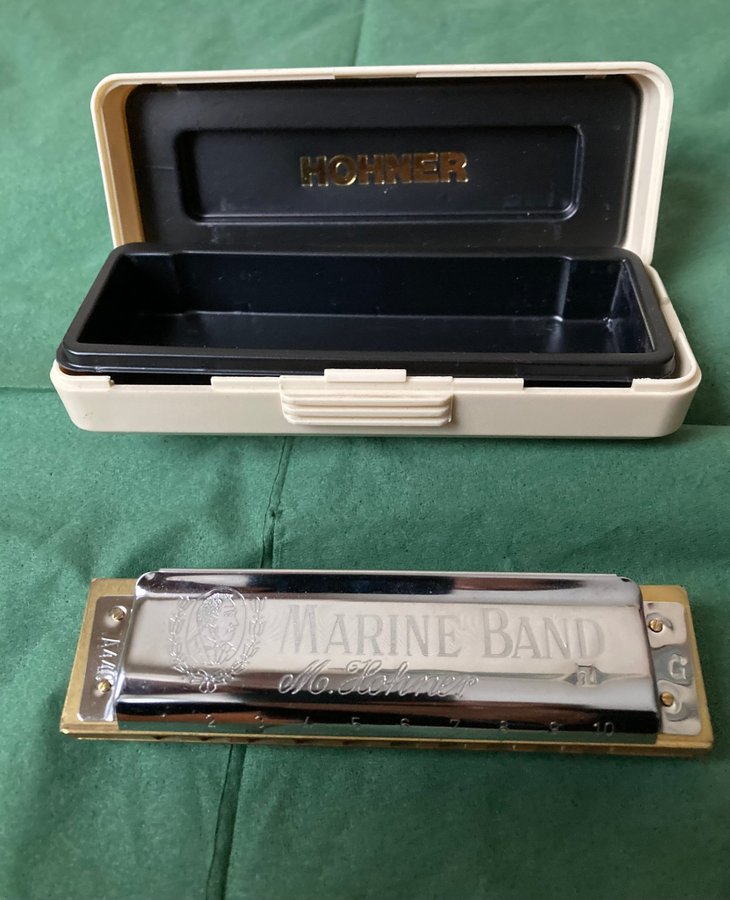 HOHNER
MARINE BAND
M. Hohner
1 2 3 4 5 6 7 8 9 10
G